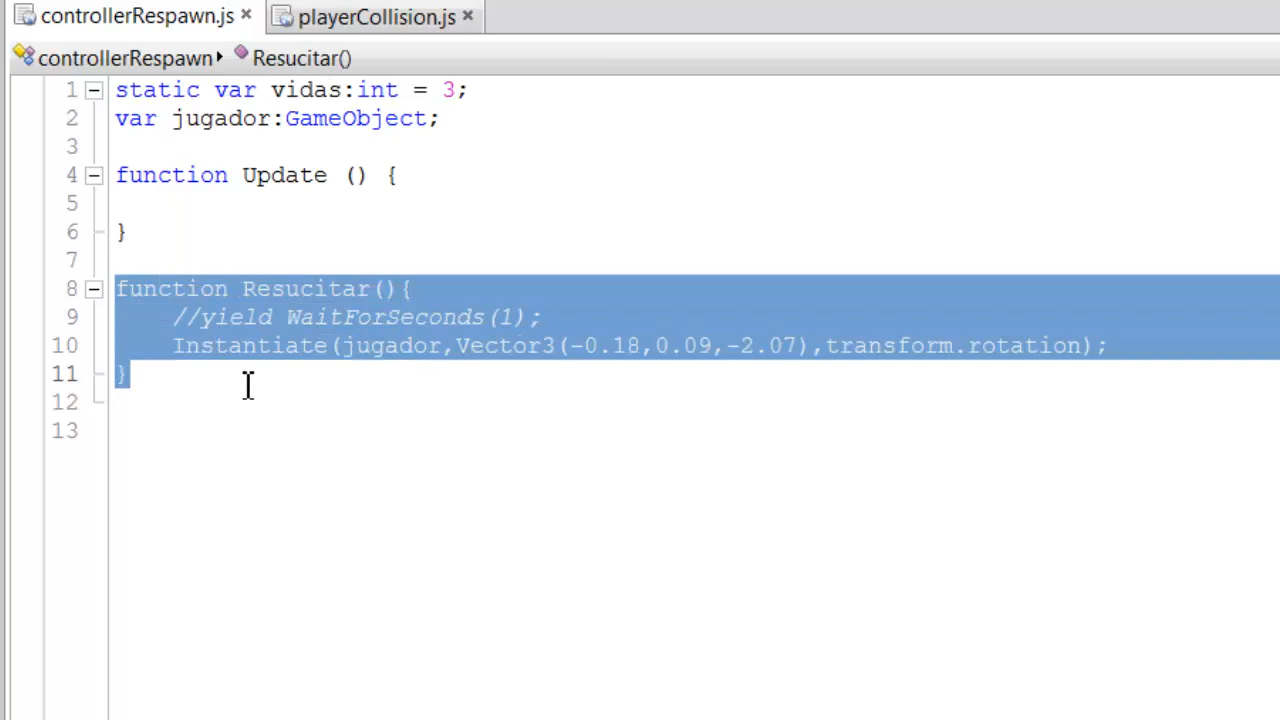 controllerRespawn.js × playerCollision.js ×
controllerRespawn Resucitar()
1 static var vidas:int = 3;
2 var jugador:GameObject;
3
4 function Update () {
5
6 }
7
8 function Resucitar(){
9 //yield WaitForSeconds(1);
10 Instantiate(jugador,Vector3(-0.18,0.09,-2.07),transform.rotation);
11 }
12
13